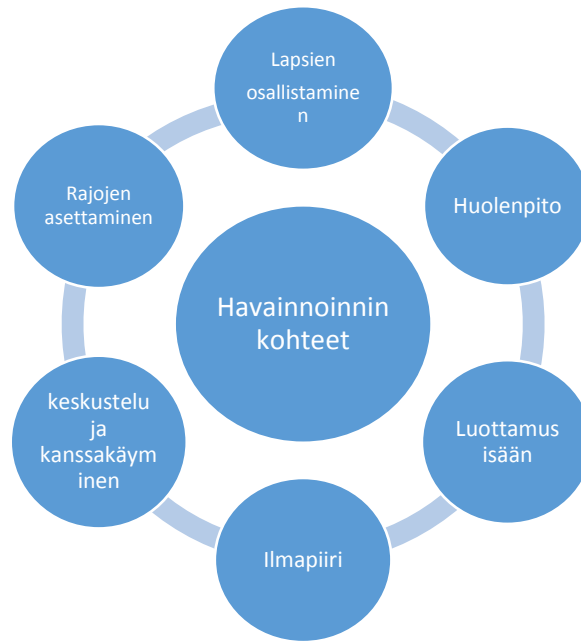 Lapsien
osallistamine
n
Huolenpito
Rajojen
asettaminen
Havainnoinnin
kohteet
keskustelu
ja
kanssakäym
inen
Luottamus
isään
Ilmapiiri